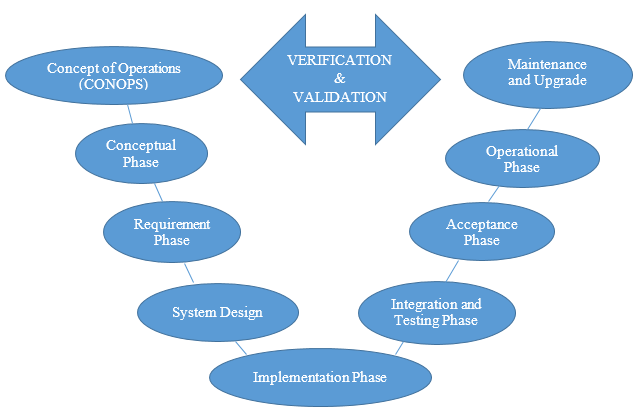 Concept of Operations
(CONOPS)
VERIFICATION
&
VALIDATION
Maintenance
and Upgrade
Conceptual
Phase
Operational
Phase
Requirement
Phase
Acceptance
Phase
System Design
Integration and
Testing Phase
Implementation Phase